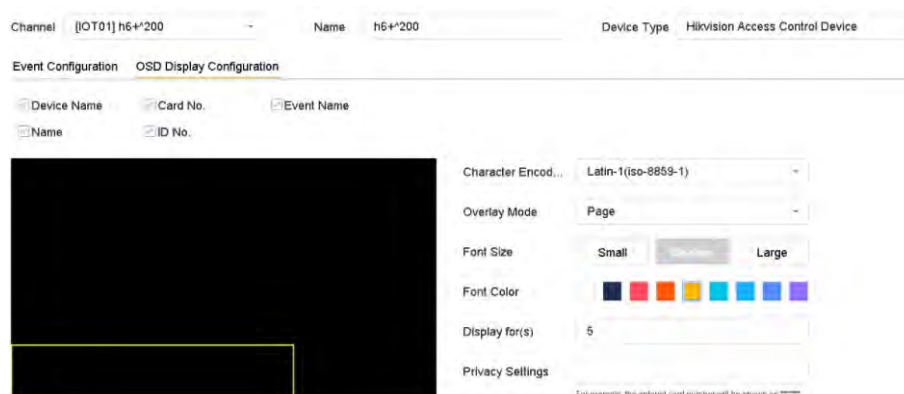 Channel [IOT01] h6+^200 Name h6+^200 Device Type Hikvision Access Control Device
Event Configuration OSD Display Configuration
Device Name Card No. Event Name
Name ID No.
Character Encod... Latin-1(iso-8859-1)
Overlay Mode Page
Font Size Small Large
Font Color
Display for(s) 5
Privacy Settings